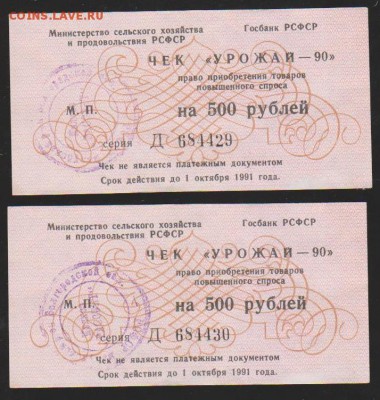 COINS.LAVE.RU
Министерство сельского хозяйства
и продовольствия РСФСР
Госбанк РСФСР
ЧЕК «УРОЖАЙ—90»
право приобретения товаров
повышенного спроса
М. П.
на 500 рублей
серия Д 684429
Чек не является платежным документом
Срок действия до 1 октября 1991 года.
Министерство сельского хозяйства
и продовольствия РСФСР
Госбанк РСФСР
ЧЕК «УРОЖАЙ—90»
право приобретения товаров
повышенного спроса
М. П.
на 500 рублей
серия Д 684430
Чек не является платежным документом
Срок действия до 1 октября 1991 года.